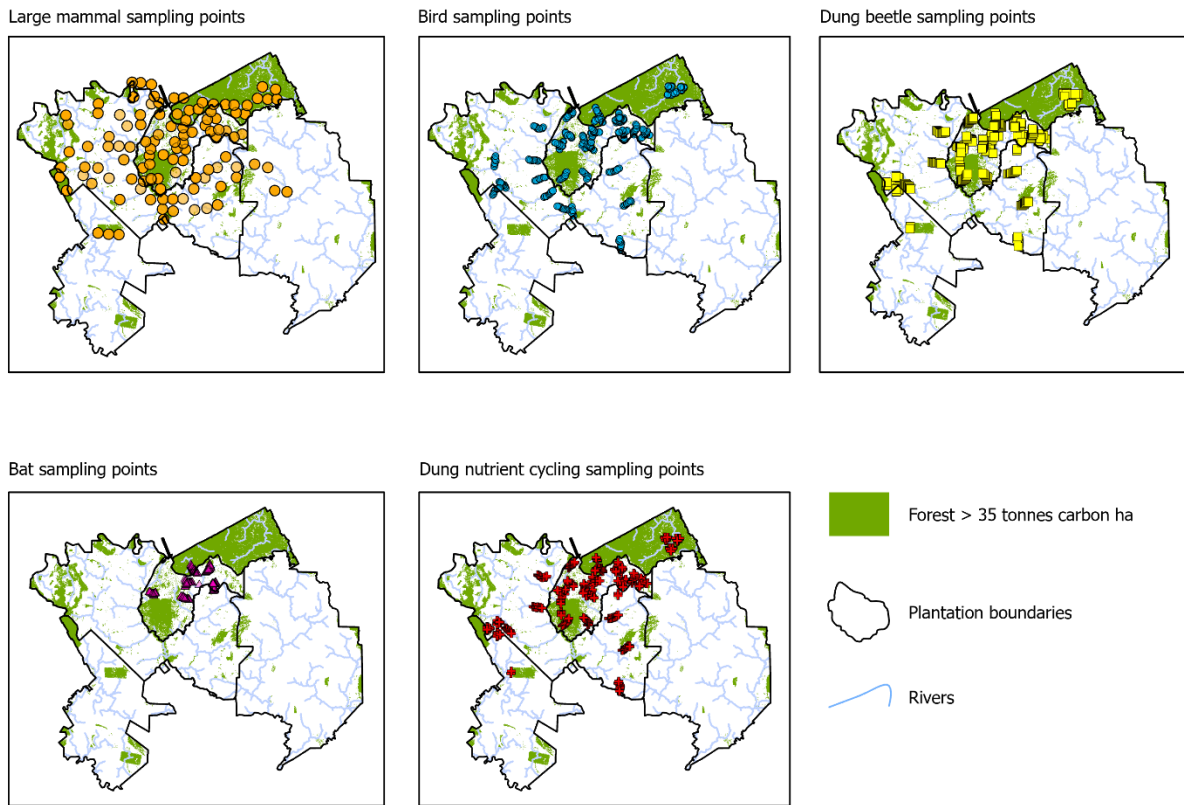 Large mammal sampling points
Bird sampling points
Dung beetle sampling points
Bat sampling points
Dung nutrient cycling sampling points
Forest > 35 tonnes carbon ha
Plantation boundaries
Rivers